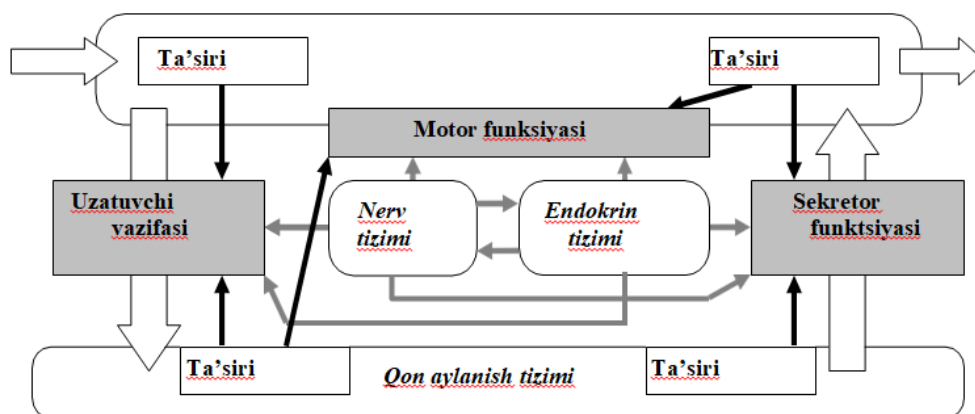 Ta'siri
Ta'siri
Motor funksiyasi
Uzatuvchi
vazifasi
Nerv
tizimi
Endokrin
tizimi
Sekretor
funktsiyasi
Ta'siri
Qon aylanish tizimi
Ta'siri